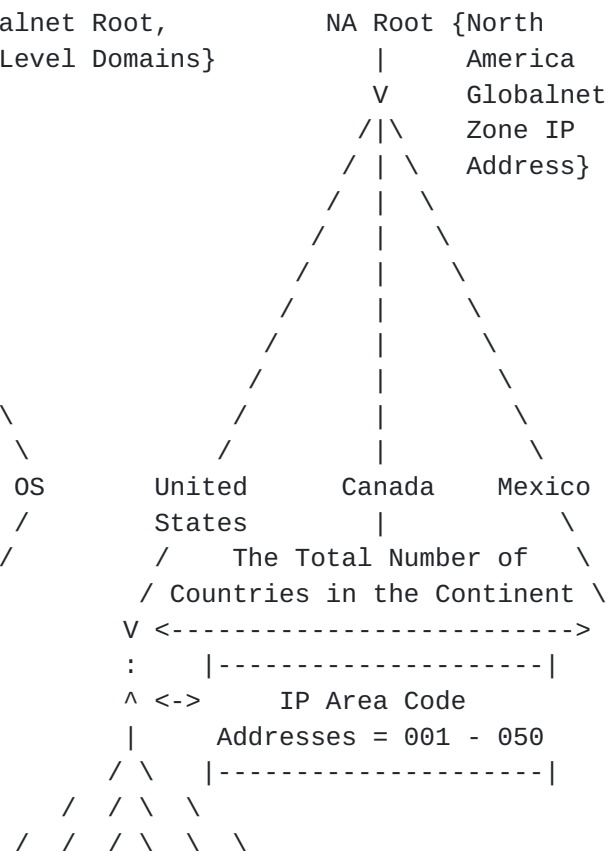 alnet Root, NA Root {North
Level Domains} | America
V Globalnet
/|\ Zone IP
/ | \ Address}
/ | \
/ | \
/ | \
/ | \
/ | \
/ | \
\ / | \
\ / | \
OS United Canada Mexico
/ States | \
/ / The Total Number of \
/ Countries in the Continent \
V <--------------------------->
: |---------------------|
^ <-> IP Area Code
| Addresses = 001 - 050
/ \ |---------------------|
/ / \ \
/ / / \ \ \